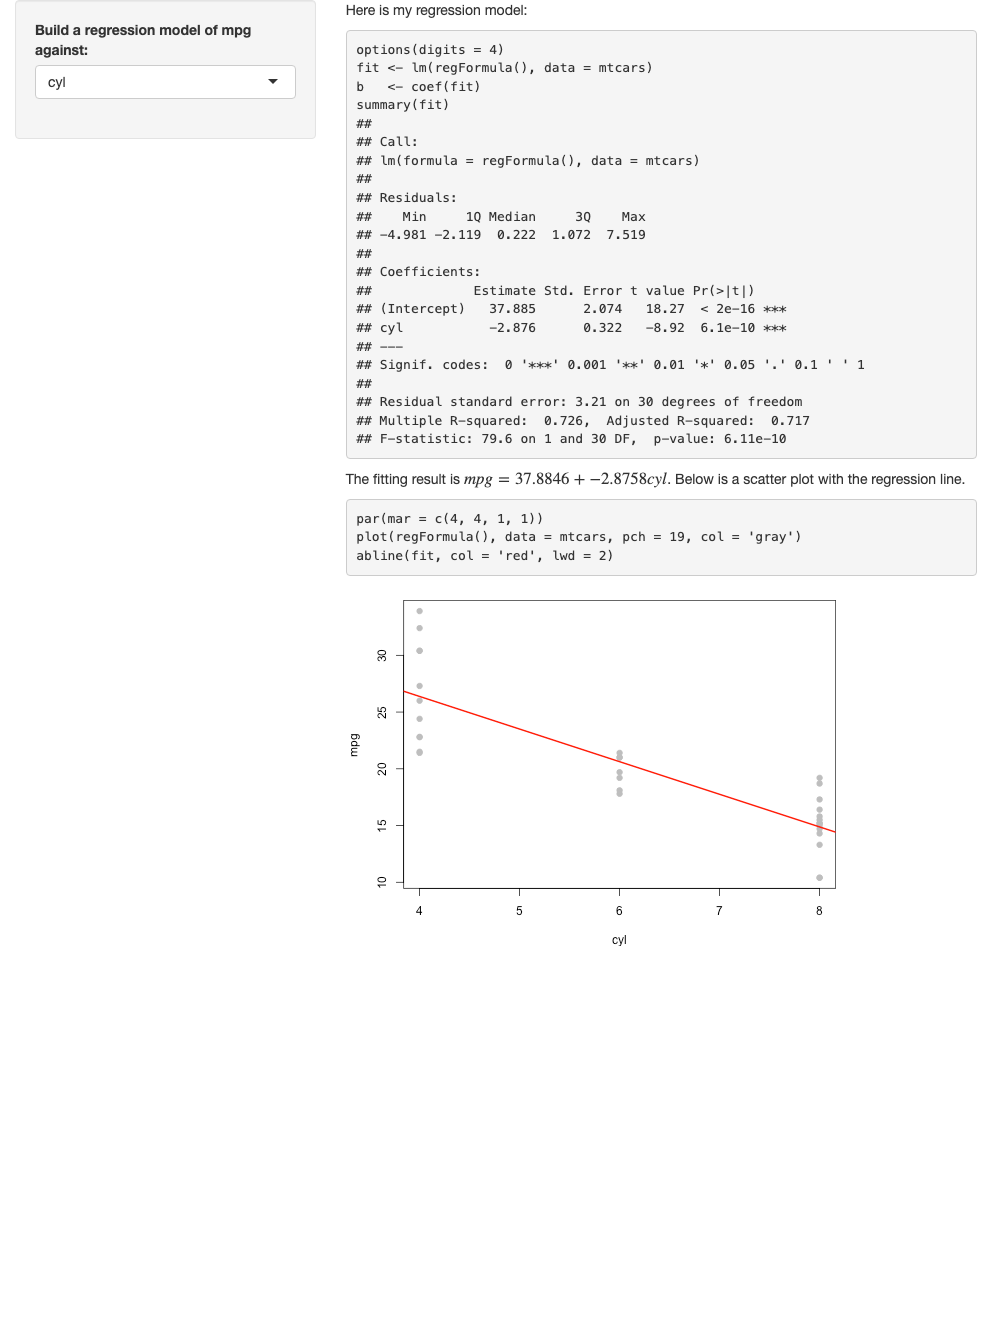 Build a regression model of mpg
against:
cyl
Here is my regression model:
options(digits = 4)
fit <- lm(regFormula(), data = mtcars)
b   <- coef(fit)
summary(fit)
##
## Call:
## lm(formula = regFormula(), data = mtcars)
##
## Residuals:
##    Min     1Q Median     3Q    Max
## -4.981 -2.119  0.222  1.072  7.519
##
## Coefficients:
##             Estimate Std. Error t value Pr(>|t|)
## (Intercept)   37.885      2.074   18.27  < 2e-16 ***
## cyl           -2.876      0.322   -8.92  6.1e-10 ***
## ---
## Signif. codes:  0 '***' 0.001 '**' 0.01 '*' 0.05 '.' 0.1 ' ' 1
##
## Residual standard error: 3.21 on 30 degrees of freedom
## Multiple R-squared:  0.726,  Adjusted R-squared:  0.717
## F-statistic: 79.6 on 1 and 30 DF,  p-value: 6.11e-10
The fitting result is mpg = 37.8846 + −2.8758cyl. Below is a scatter plot with the regression line.
par(mar = c(4, 4, 1, 1))
plot(regFormula(), data = mtcars, pch = 19, col = 'gray')
abline(fit, col = 'red', lwd = 2)
30
25
20
15
10
mpg
4 5 6 7 8
cyl